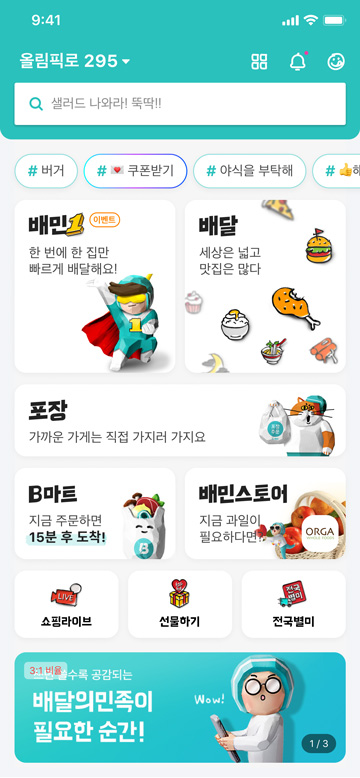 9:41
올림픽로 295
샐러드 나와라! 뚝딱!!
# 버거
# 💌 쿠폰받기
# 야식을 부탁해
# 👍
배민1 이벤트
한 번에 한 집만
빠르게 배달해요!
1
배달
세상은 넓고
맛집은 많다
포장
가까운 가게는 직접 가지러 가지요
B마트
지금 주문하면
15분 후 도착!
B
배민스토어
지금 과일이
필요하다면?
ORGA
LIVE
쇼핑라이브
선물하기
전국
별미
전국별미
3:1 비율
수록 공감되는
배달의민족이
필요한 순간!
Wow!
1 / 3